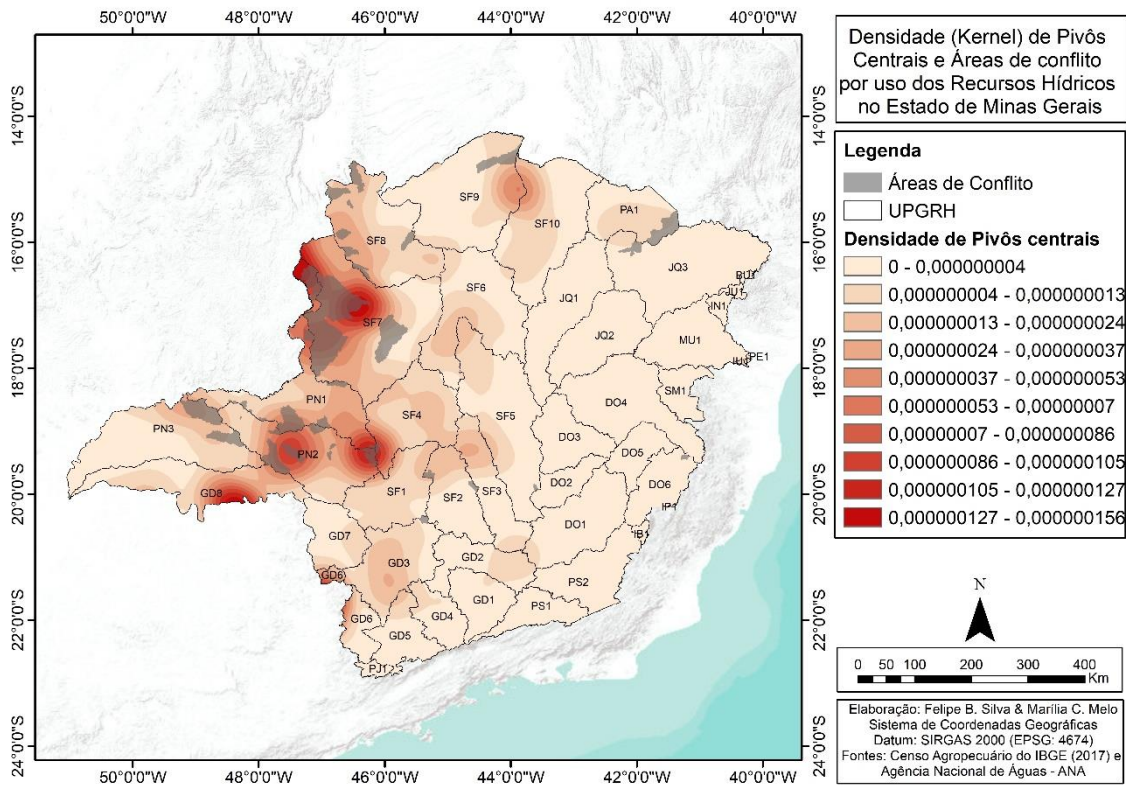 50°0'0"W 48°0'0"W 46°0'0"W 44°0'0"W 42°0'0"W 40°0'0"W
Densidade (Kernel) de Pivôs
Centrais e Áreas de conflito
por uso dos Recursos Hídricos
no Estado de Minas Gerais
Legenda
Áreas de Conflito
UPGRH
Densidade de Pivôs centrais
0 - 0,000000004
0,000000004 - 0,000000013
0,000000013 - 0,000000024
0,000000024 - 0,000000037
0,000000037 - 0,000000053
0,000000053 - 0,00000007
0,00000007 - 0,000000086
0,000000086 - 0,000000105
0,000000105 - 0,000000127
0,000000127 - 0,000000156
14°0'0"S
16°0'0"S
18°0'0"S
20°0'0"S
22°0'0"S
24°0'0"S
14°0'0"S
16°0'0"S
18°0'0"S
20°0'0"S
22°0'0"S
24°0'0"S
SF9
PA1
SF10
SF8
JQ3
BU1
JU1
SF6
JQ1
IN1
SF7
JQ2
MU1
PE1
SM1
PN1
DO4
SF4
SF5
PN3
DO3
PN2
DO5
GD8
SF1
SF2
SF3
DO2
DO6
IP1
DO1
IB1
GD7
GD3
GD2
GD6
PS2
GD1
PS1
GD6
GD4
GD5
PJ1
N
0 50 100 200 300 400
Km
Elaboração: Felipe B. Silva & Marília C. Melo
Sistema de Coordenadas Geográficas
Datum: SIRGAS 2000 (EPSG: 4674)
Fontes: Censo Agropecuário do IBGE (2017) e
Agência Nacional de Águas - ANA
50°0'0"W 48°0'0"W 46°0'0"W 44°0'0"W 42°0'0"W 40°0'0"W